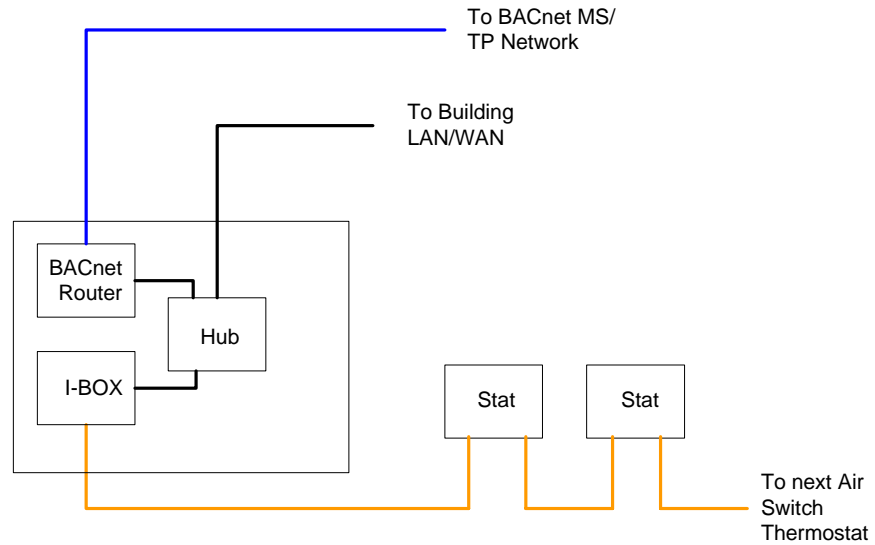 To BACnet MS/
TP Network
To Building
LAN/WAN
BACnet
Router
Hub
I-BOX
Stat
Stat
To next Air
Switch
Thermostat